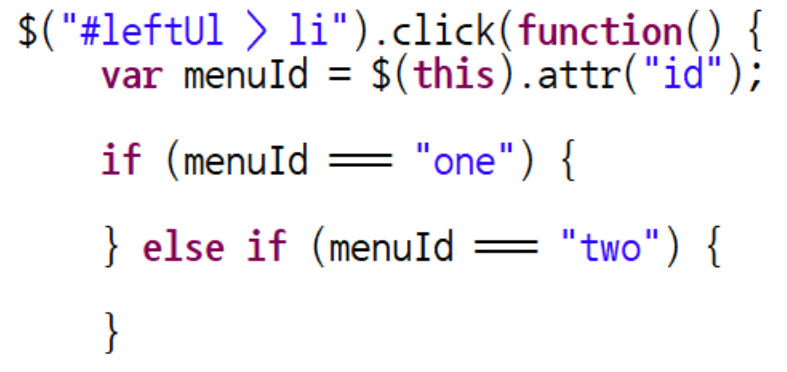 $("#leftUl > li").click(function() {
var menuId = $(this).attr("id");
if (menuId == "one") {
} else if (menuId == "two") {
}